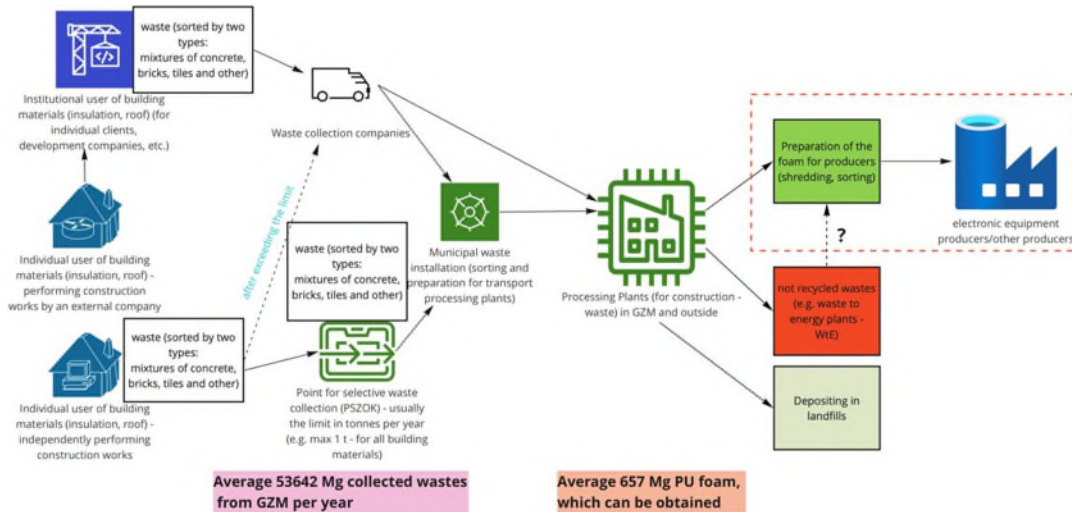 waste (sorted by two
types:
mixtures of concrete,
bricks, tiles and other)
Institutional user of building
materials (insulation, roof) (for
individual clients,
development companies, etc.)
Waste collection companies
Individual user of building
materials (insulation, roof) -
performing construction
works by an external company
after exceeding the limit
waste (sorted by two
types:
mixtures of concrete,
bricks, tiles and other)
Municipal waste
installation (sorting and
preparation for transport
processing plants)
waste (sorted by two
types:
mixtures of concrete,
bricks, tiles and other)
Individual user of building
materials (insulation, roof) -
independently performing
construction works
Point for selective waste
collection (PSZOK) - usually
the limit in tonnes per year
(e.g. max 1 t - for all building
materials)
Processing Plants (for construction -
waste) in GZM and outside
Preparation of the
foam for producers
(shredding, sorting)
electronic equipment
producers/other producers
?
not recycled wastes
(e.g. waste to
energy plants -
WtE)
Depositing in
landfills
Average 53642 Mg collected wastes
from GZM per year
Average 657 Mg PU foam,
which can be obtained